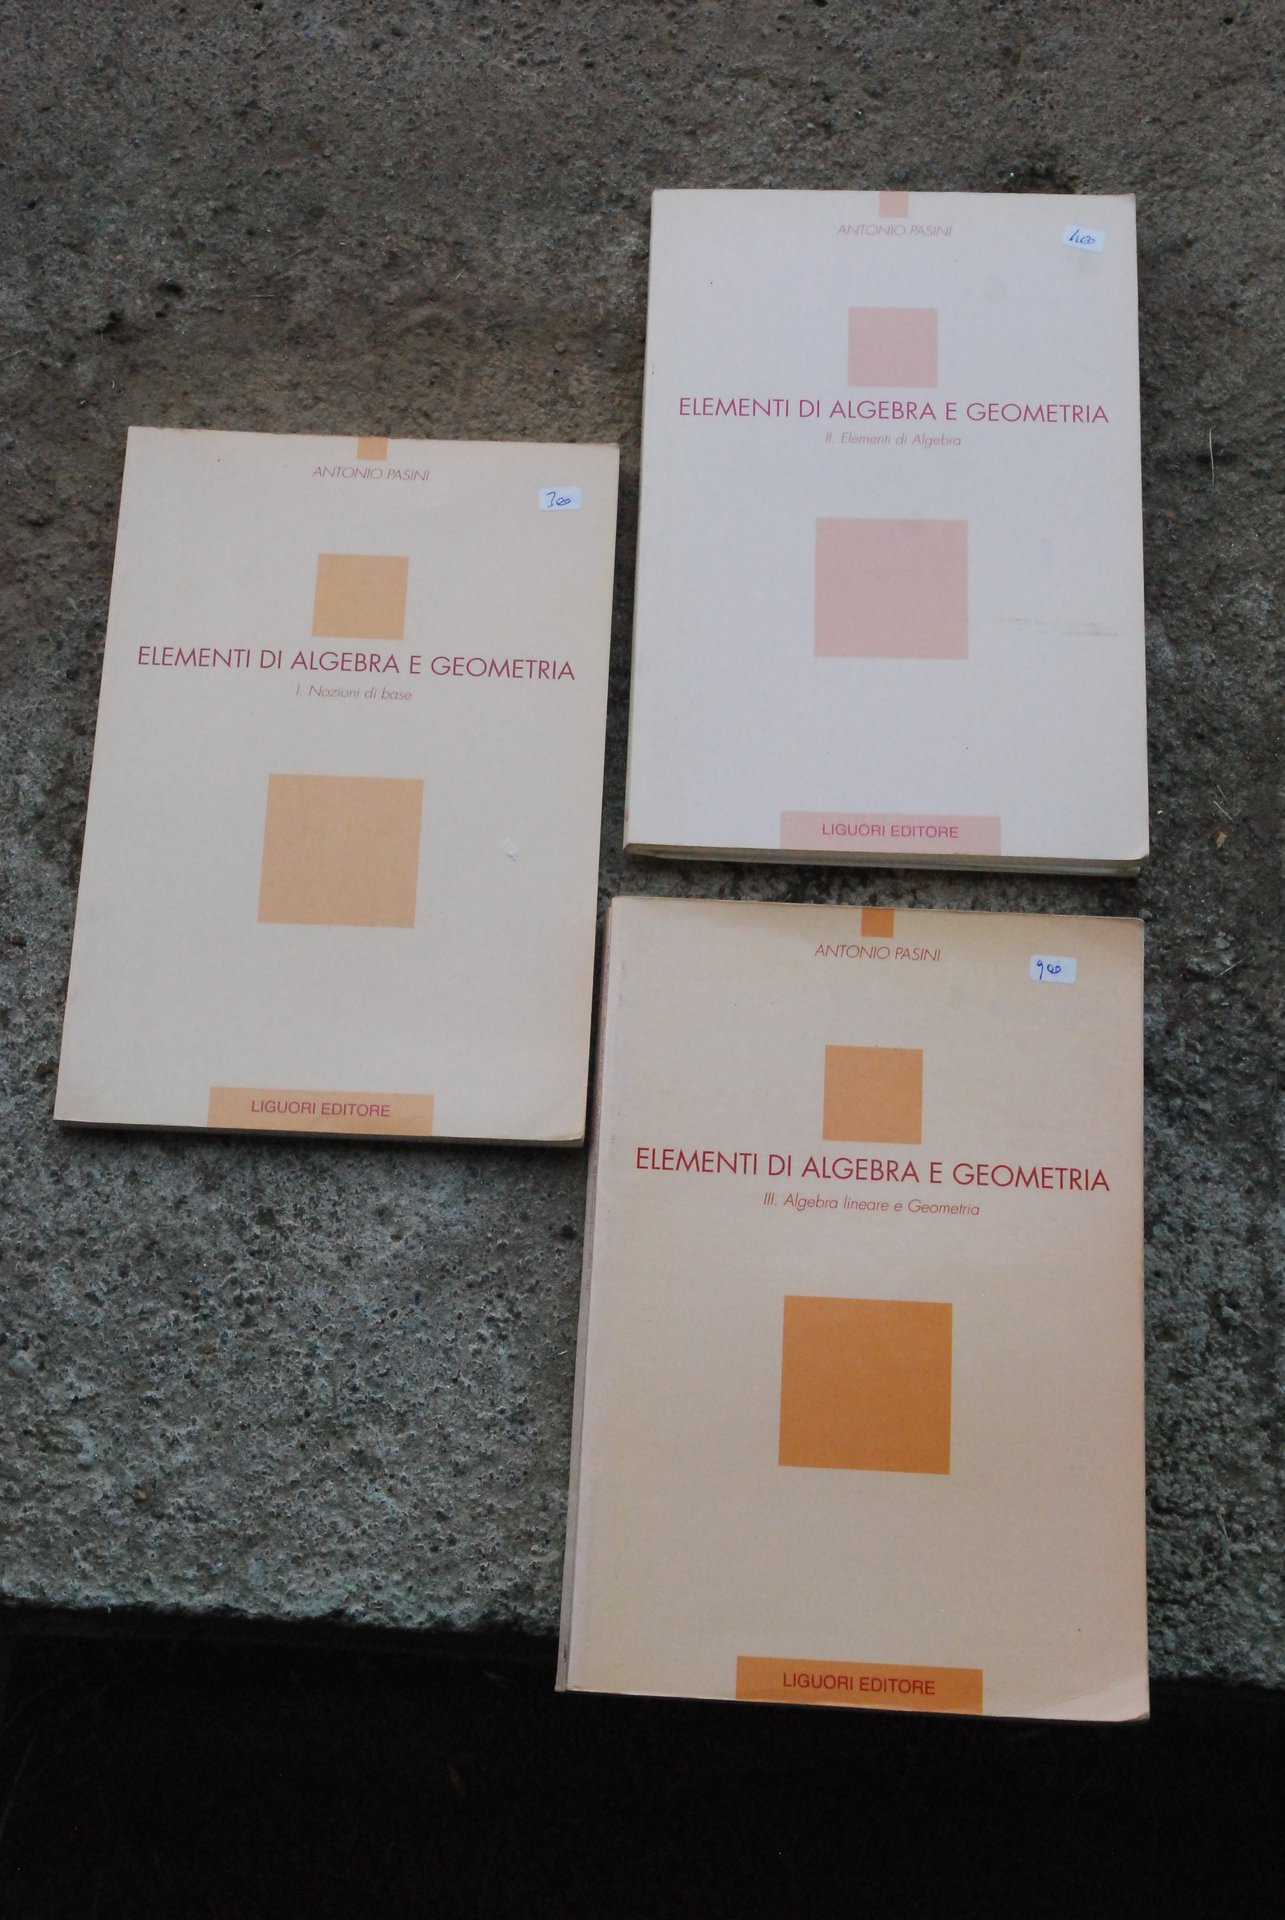 ANTONIO PASINI
ELEMENTI DI ALGEBRA E GEOMETRIA
I. Nozioni di base
LIGUORI EDITORE
ANTONIO PASINI
ELEMENTI DI ALGEBRA E GEOMETRIA
II. Elementi di Algebra
LIGUORI EDITORE
ANTONIO PASINI
ELEMENTI DI ALGEBRA E GEOMETRIA
III. Algebra lineare e Geometria
LIGUORI EDITORE